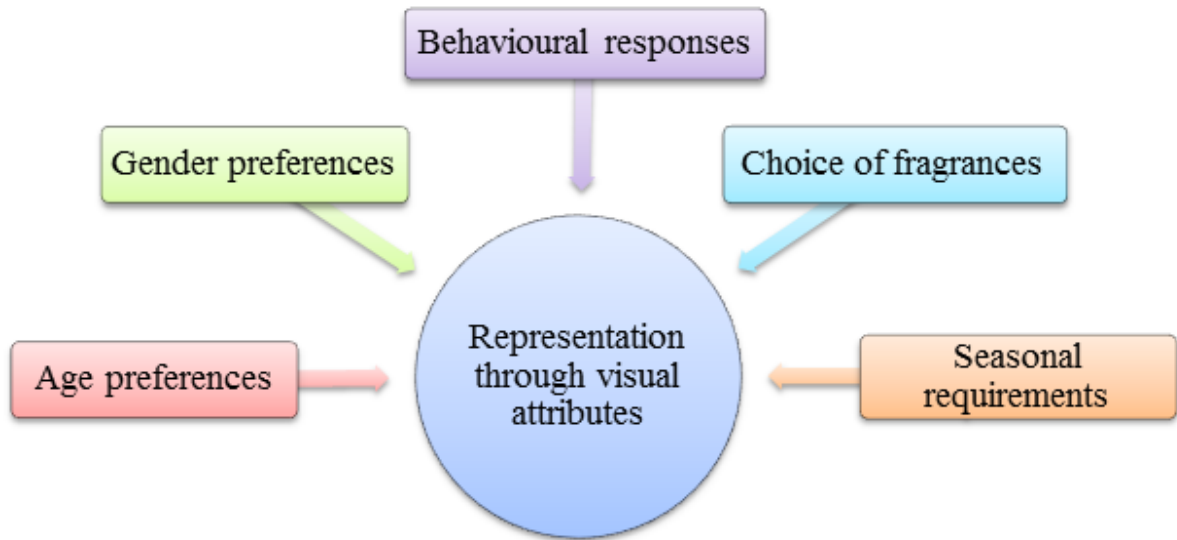 Behavioural responses
Gender preferences
Choice of fragrances
Age preferences
Representation
through visual
attributes
Seasonal
requirements